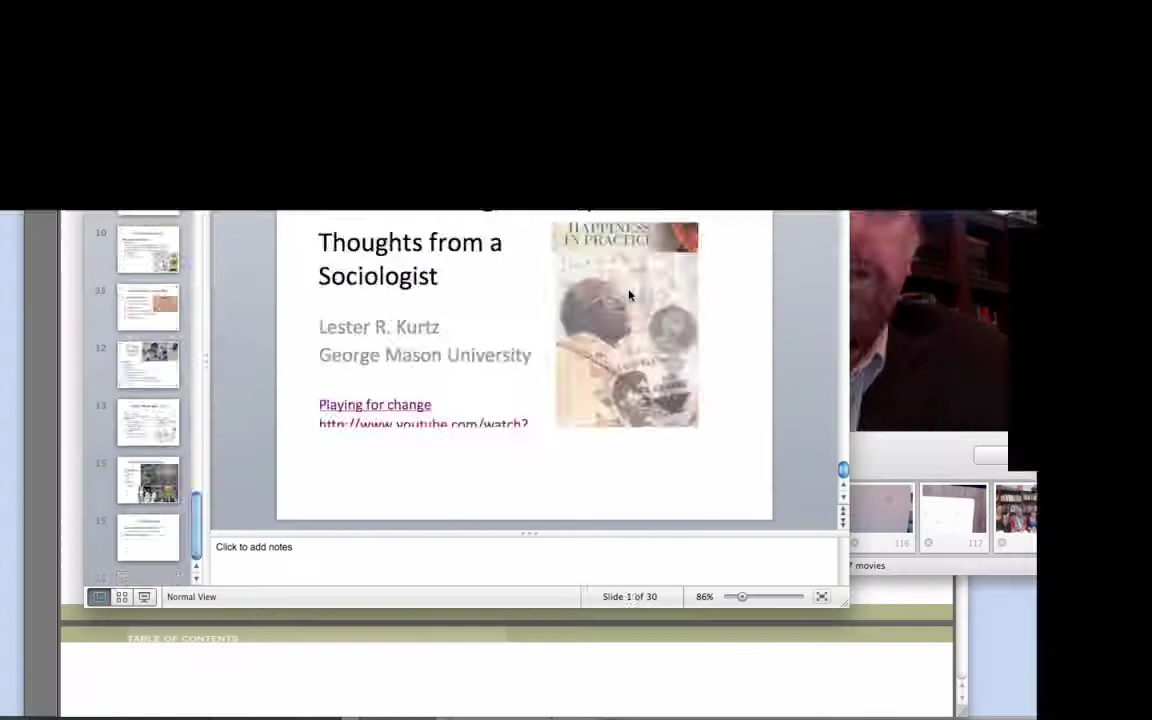 10
HAPPINESS
IN PRACTICE
Thoughts from a
Sociologist
Lester R. Kurtz
George Mason University
12
Playing for change
http://www.youtube.com/watch?
13
15
15
116
117
Click to add notes
movies
Normal View
Slide 1 of 30
86%
TABLE OF CONTENTS